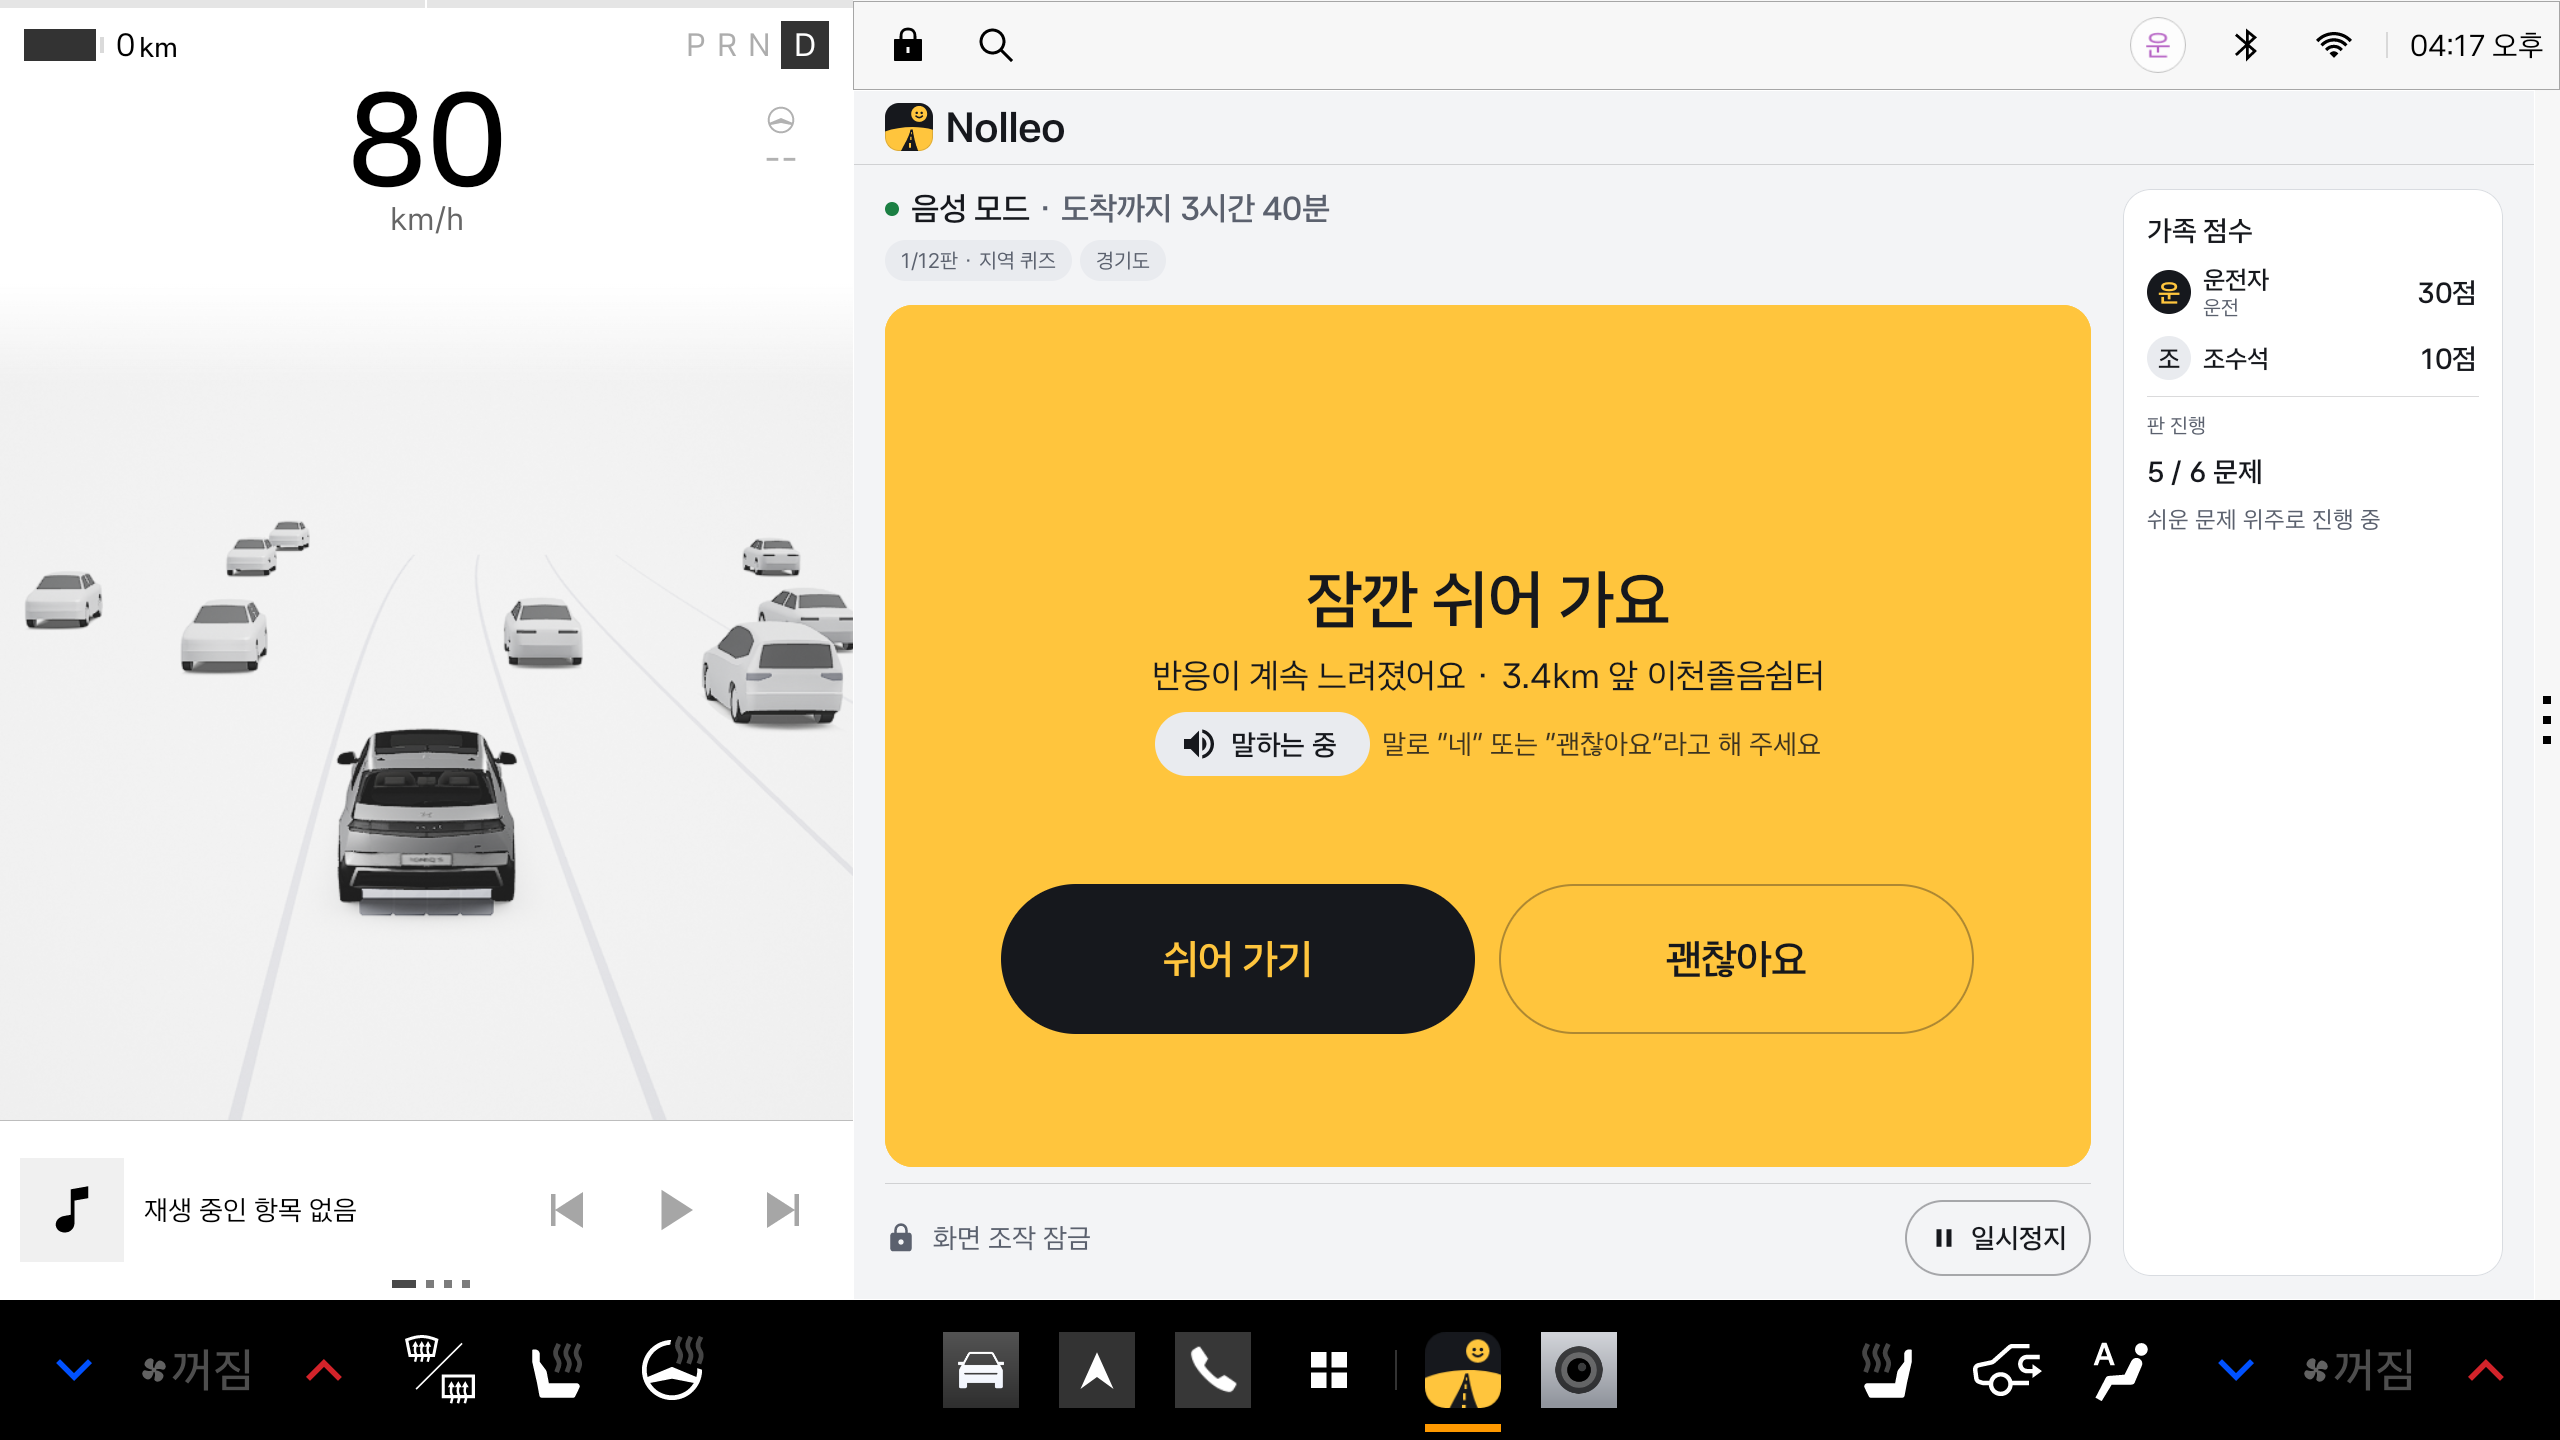 0 km
P R N D
80
km/h
재생 중인 항목 없음
운
04:17 오후
Nolleo
음성 모드 · 도착까지 3시간 40분
1/12판 · 지역 퀴즈
경기도
잠깐 쉬어 가요
반응이 계속 느려졌어요 · 3.4km 앞 이천졸음쉼터
말하는 중
말로 "네" 또는 "괜찮아요"라고 해 주세요
쉬어 가기
괜찮아요
화면 조작 잠금
일시정지
가족 점수
운
운전자
운전
30점
조
조수석
10점
판 진행
5 / 6 문제
쉬운 문제 위주로 진행 중
꺼짐
A
꺼짐